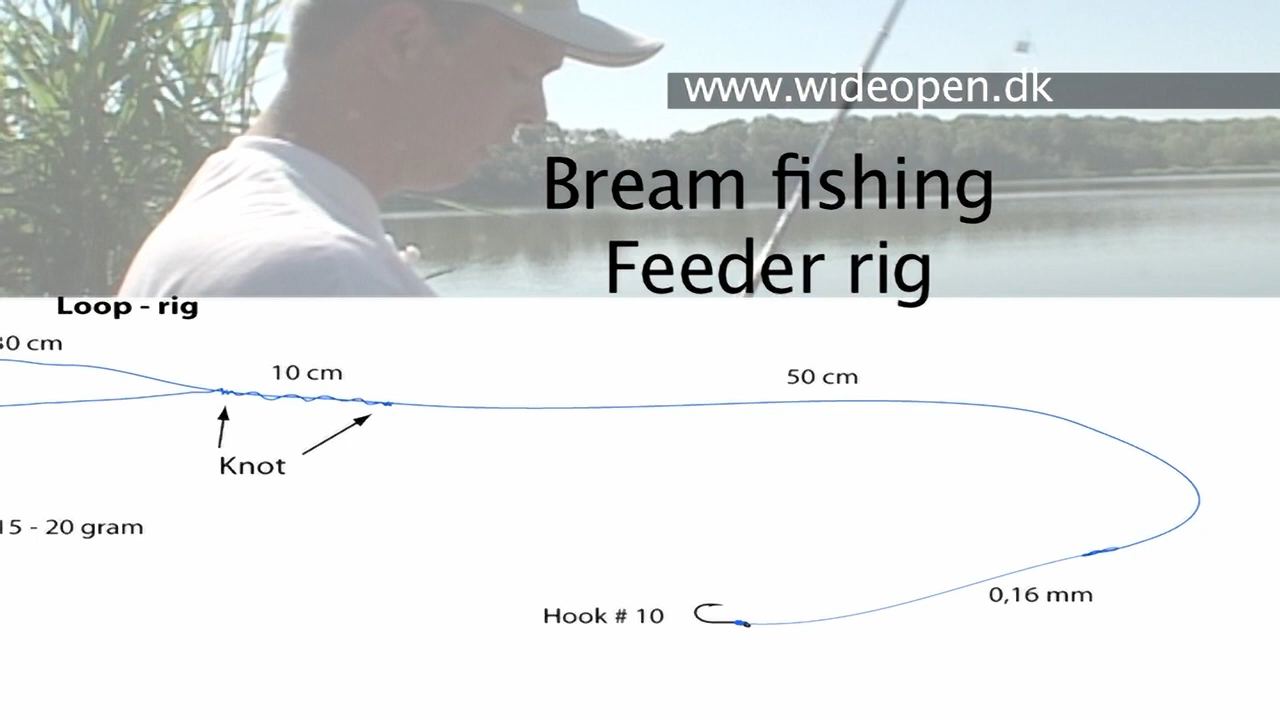 www.wideopen.dk
Bream fishing
Feeder rig
Loop - rig
cm
10 cm
50 cm
Knot
- 20 gram
0,16 mm
Hook # 10